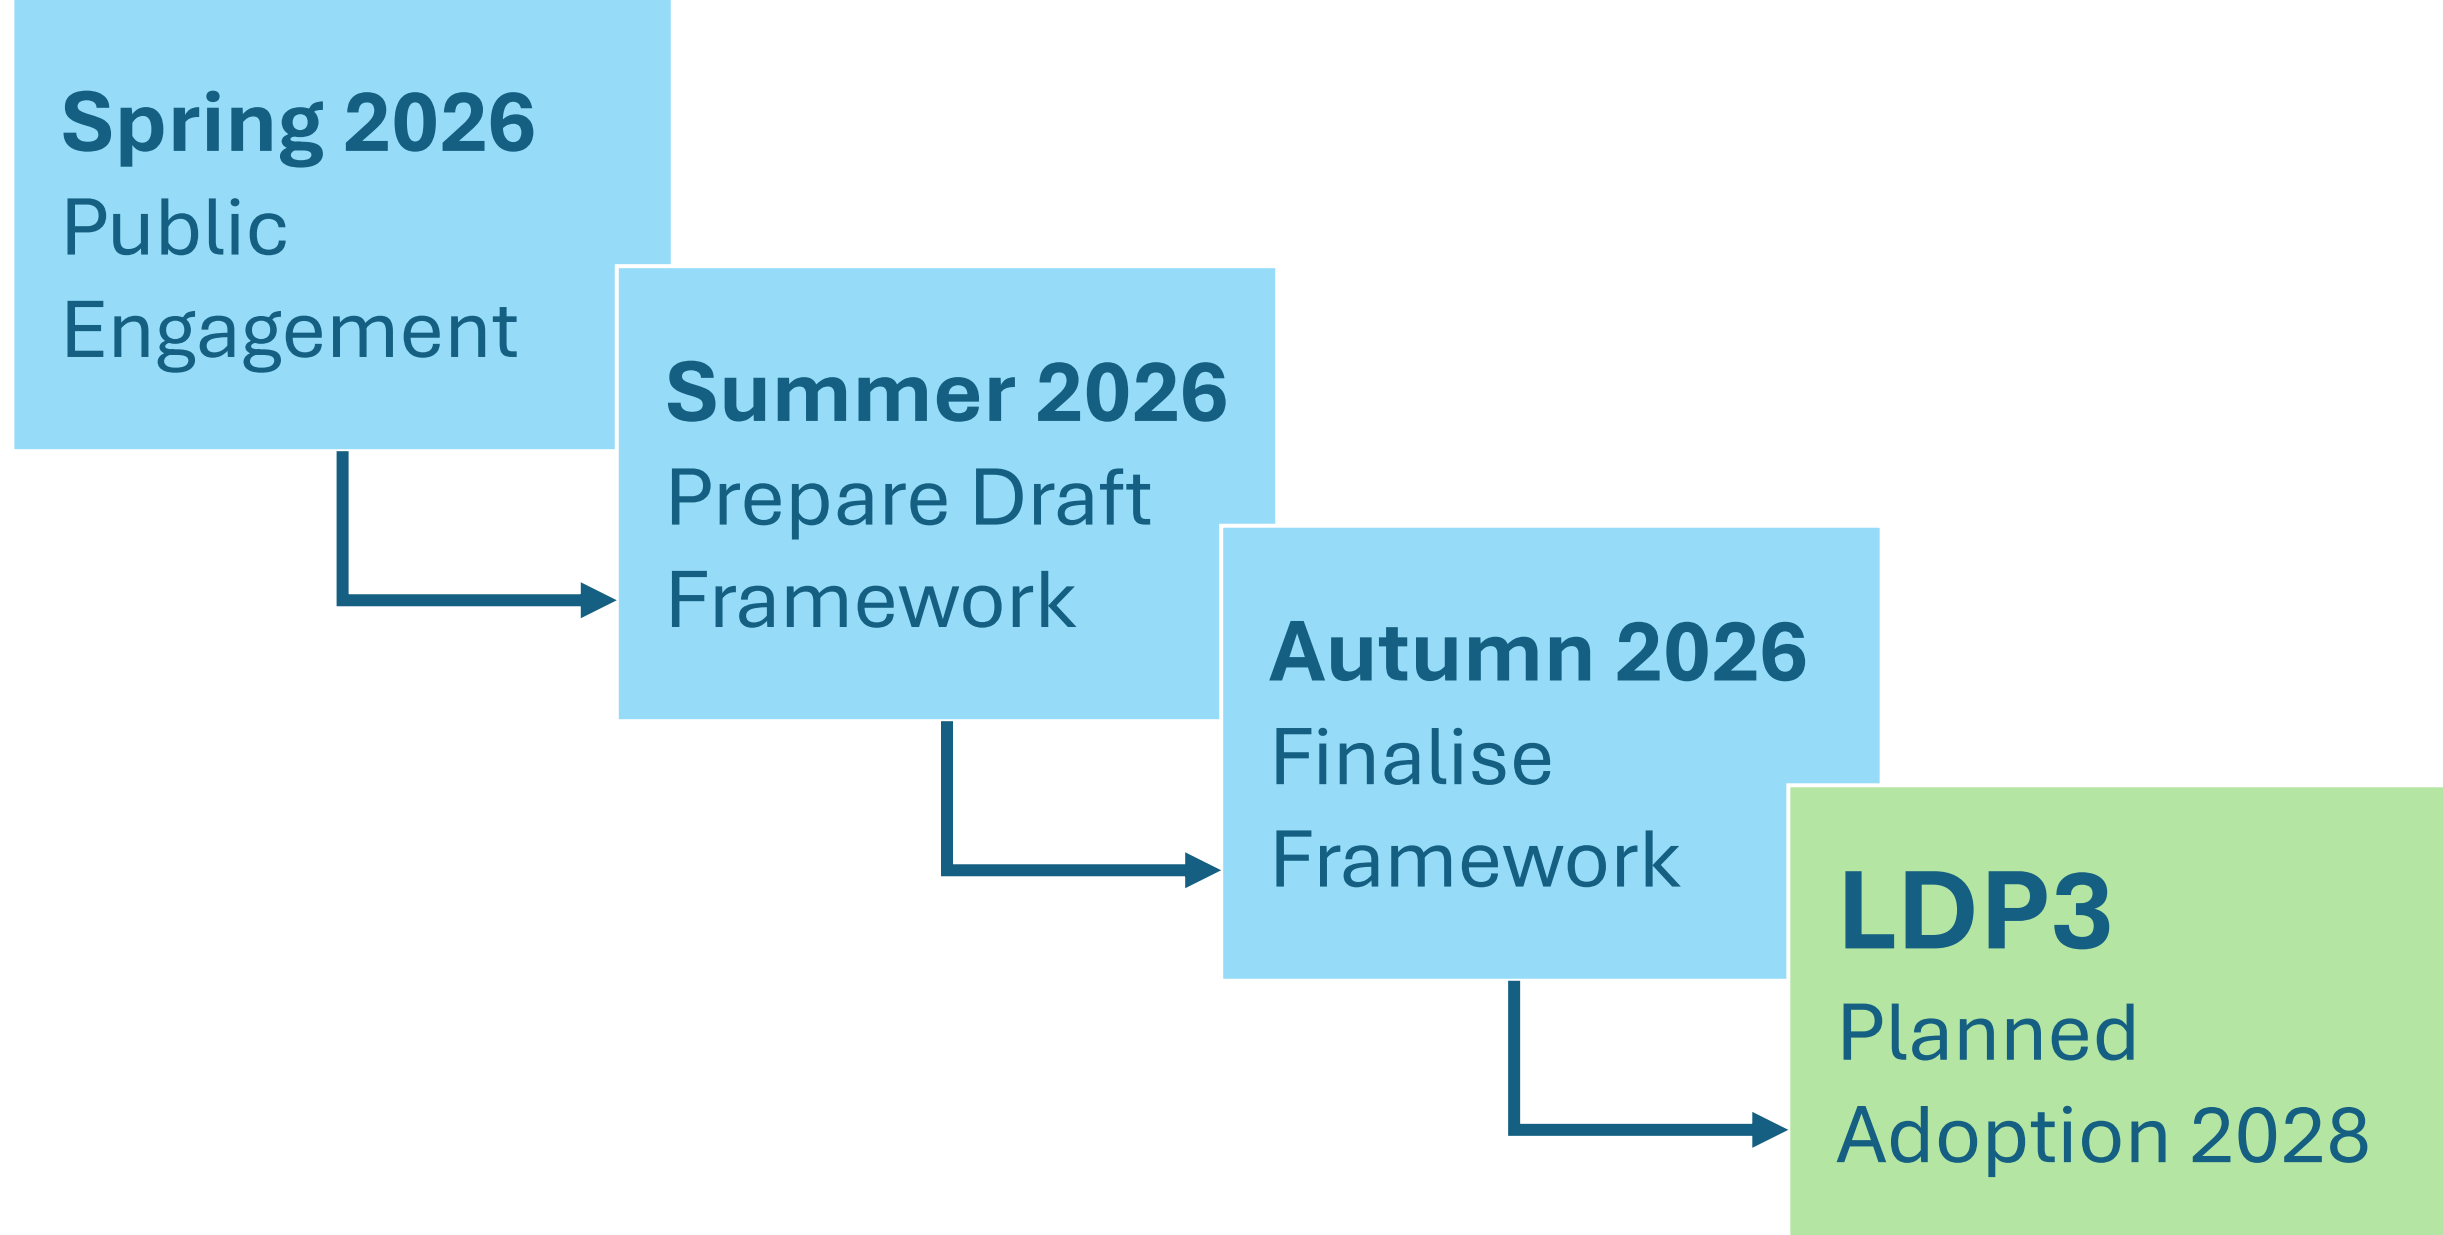 Spring 2026
Public
Engagement
Summer 2026
Prepare Draft
Framework
Autumn 2026
Finalise
Framework
LDP3
Planned
Adoption 2028